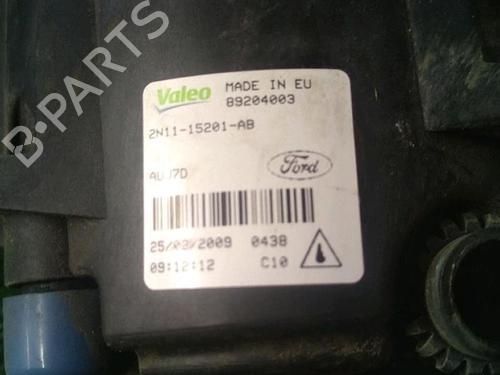 B-PARTS
Valeo MADE IN EU
89204003
2N11-15201-AB
Ford
25/03/2009 0438
09:12:12 C10